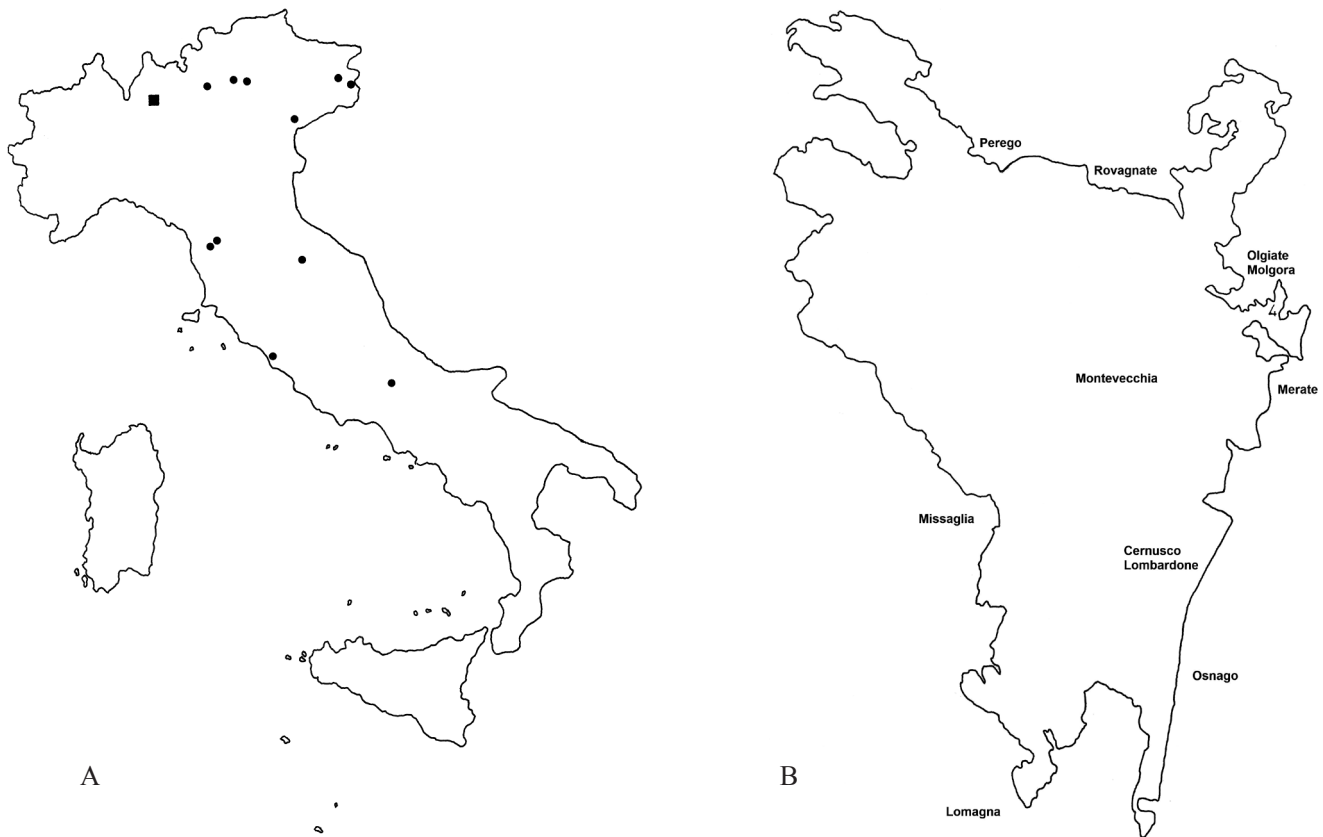 Perego
Rovagnate
Olgiate
Molgora
Montevecchia
Merate
Missaglia
Cernusco
Lombardone
Osnago
A
B
Lomagna